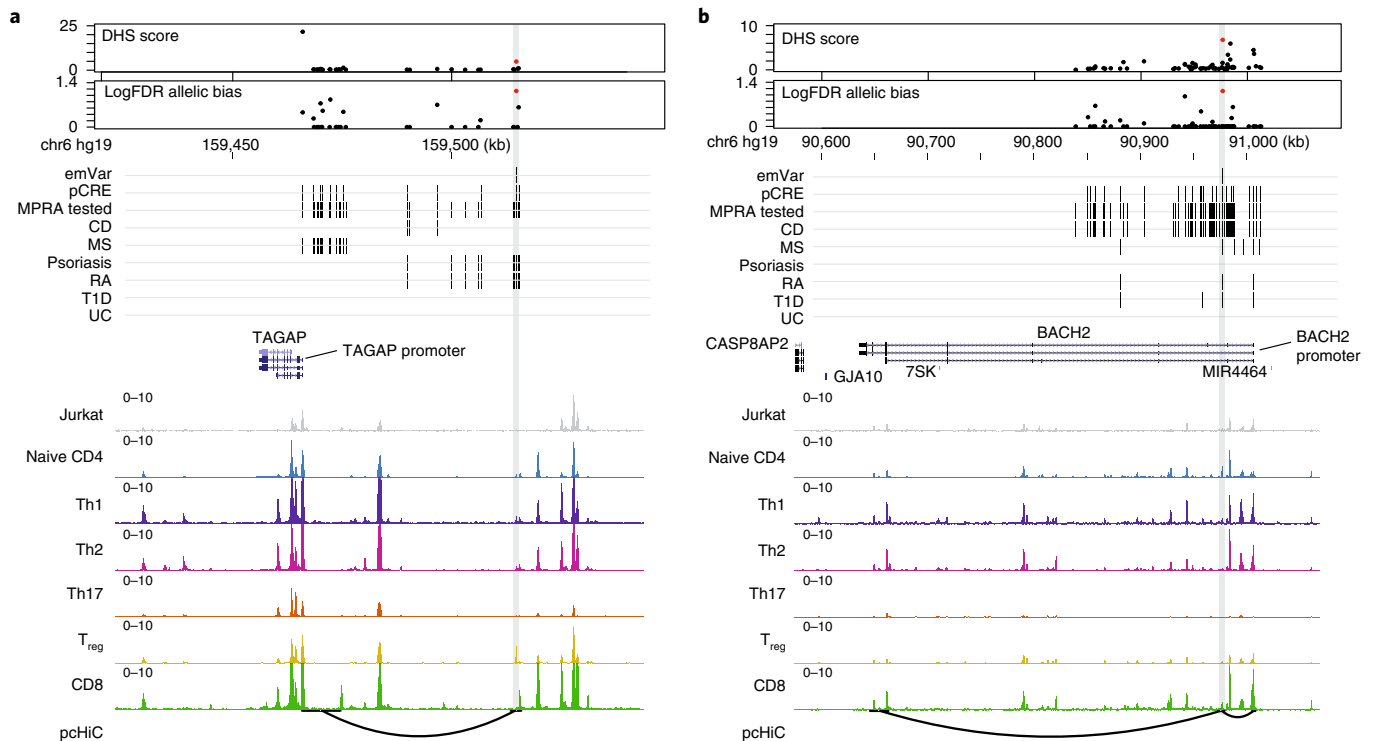 a
25
DHS score
0
1.4
LogFDR allelic bias
0
chr6 hg19
159,450
159,500 (kb)
emVar
pCRE
MPRA tested
CD
MS
Psoriasis
RA
T1D
UC
TAGAP
TAGAP promoter
0–10
Jurkat
0–10
Naive CD4
0–10
Th1
0–10
Th2
0–10
Th17
0–10
Treg
0–10
CD8
pcHiC
b
10
DHS score
0
1.4
LogFDR allelic bias
0
chr6 hg19
90,600
90,700
90,800
90,900
91,000 (kb)
emVar
pCRE
MPRA tested
CD
MS
Psoriasis
RA
T1D
UC
CASP8AP2
BACH2
BACH2
promoter
GJA10
7SK
MIR4464
0–10
Jurkat
0–10
Naive CD4
0–10
Th1
0–10
Th2
0–10
Th17
0–10
Treg
0–10
CD8
pcHiC